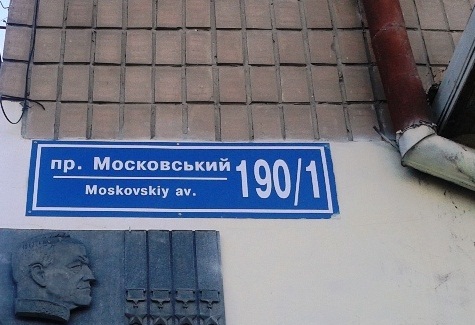 пр. Московський
Moskovskiy av.
190/1